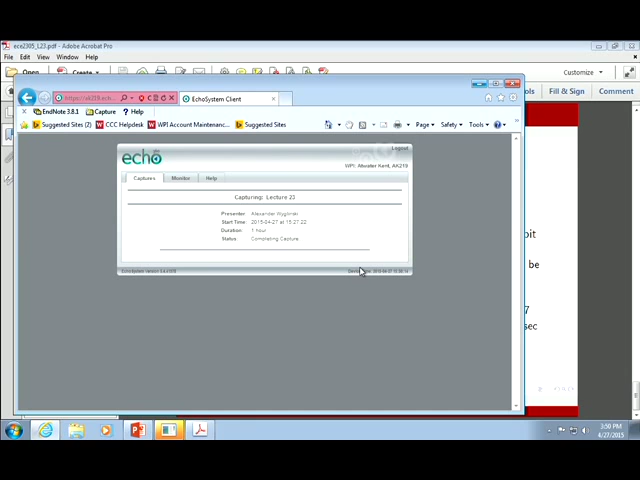 ece2305_L23.pdf - Adobe Acrobat Pro
File Edit View Window Help
Open Create Customize
ols Fill & Sign Comment
EchoSystem Client
EndNote 3.8.1 Capture Help
Suggested Sites (2) CCC Helpdesk WPI Account Maintenanc... Suggested Sites Page Safety Tools
echo
Logout
WPI: Atwater Kent, AK219
Captures Monitor Help
Capturing: Lecture 23
Presenter: Alexander Wyglinski
Start Time: 2015-04-27 at 15:27:22
Duration: 1 hour
Status: Completing Capture
EchoSystem version
bit
be
7
sec
3:50 PM
4/27/2015